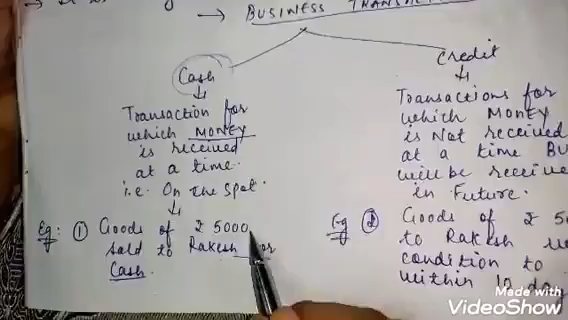 BUSINESS
Cash
Transaction for
which MONEY
is received
at a time.
i.e. On the Spot.
Eg: ① Goods of ₹ 5000
sold to Rakesh for
Cash.
Credit
Transactions for
which MONEY
is Not received
at a time
will be
in Future.
Eg ② Goods of ₹
to Rakesh
condition to
within
Made with
VideoShow